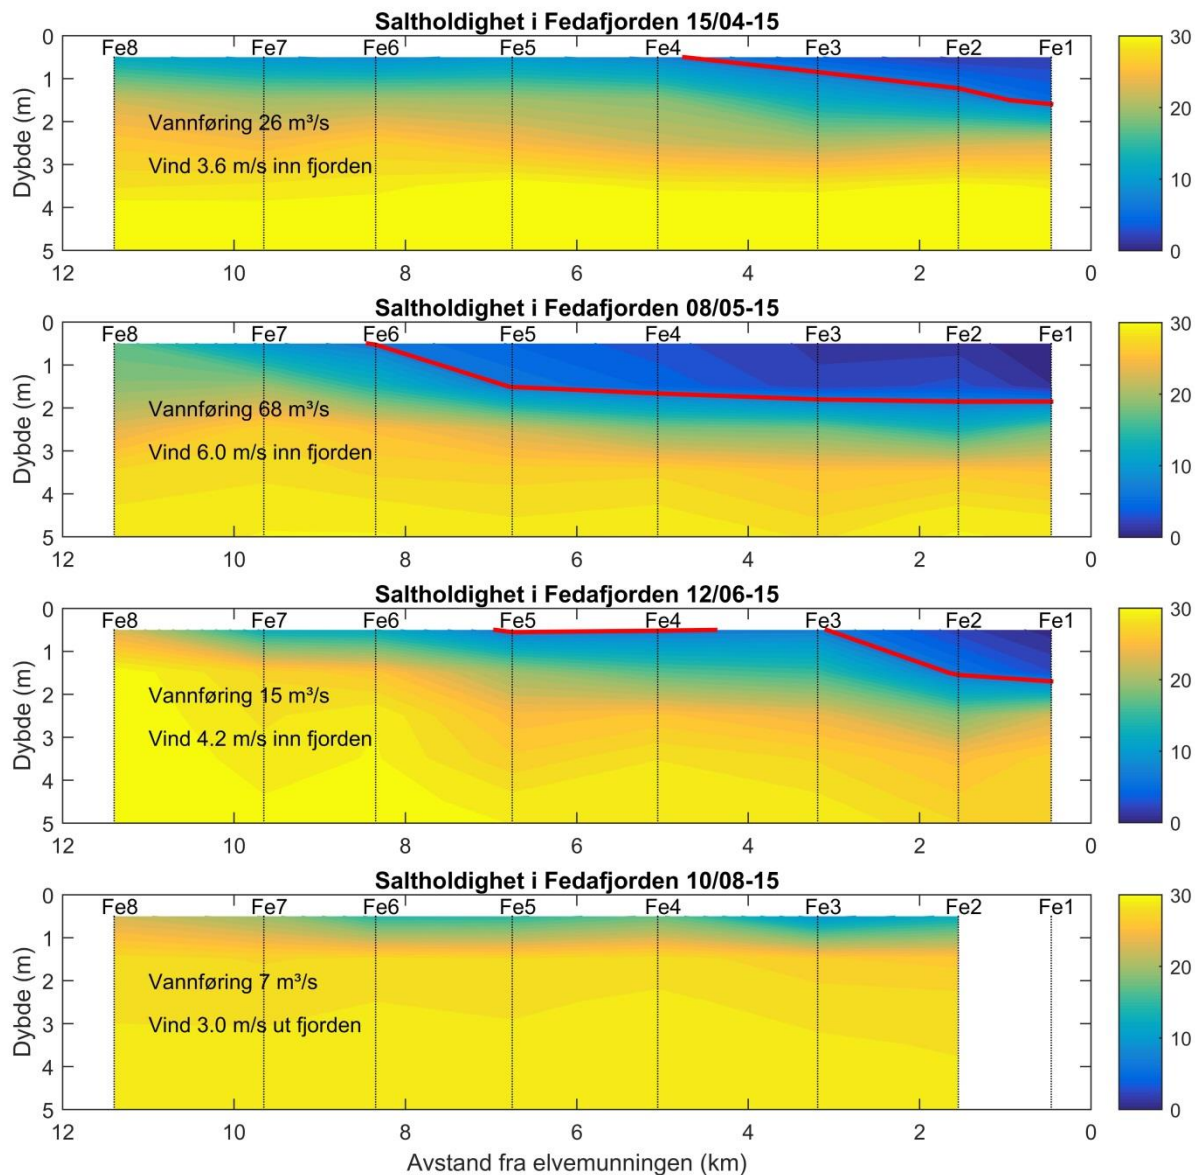 Saltholdighet i Fedafjorden 15/04-15
Fe8 Fe7 Fe6 Fe5 Fe4 Fe3 Fe2 Fe1
Vannføring 26 m³/s
Vind 3.6 m/s inn fjorden
Dybde (m)
0
1
2
3
4
5
12 10 8 6 4 2 0
30
20
10
0
Saltholdighet i Fedafjorden 08/05-15
Fe8 Fe7 Fe6 Fe5 Fe4 Fe3 Fe2 Fe1
Vannføring 68 m³/s
Vind 6.0 m/s inn fjorden
Dybde (m)
0
1
2
3
4
5
12 10 8 6 4 2 0
30
20
10
0
Saltholdighet i Fedafjorden 12/06-15
Fe8 Fe7 Fe6 Fe5 Fe4 Fe3 Fe2 Fe1
Vannføring 15 m³/s
Vind 4.2 m/s inn fjorden
Dybde (m)
0
1
2
3
4
5
12 10 8 6 4 2 0
30
20
10
0
Saltholdighet i Fedafjorden 10/08-15
Fe8 Fe7 Fe6 Fe5 Fe4 Fe3 Fe2 Fe1
Vannføring 7 m³/s
Vind 3.0 m/s ut fjorden
Dybde (m)
0
1
2
3
4
5
12 10 8 6 4 2 0
30
20
10
0
Avstand fra elvemunningen (km)